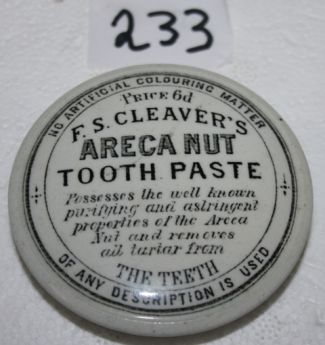 233
NO ARTIFICIAL COLOURING MATTER
PRICE 6d
F. S. CLEAVER'S
ARECA NUT
TOOTH PASTE
Possesses the well known
purifying and astringent
properties of the Areca
Nut and removes
all tartar from
THE TEETH
OF ANY DESCRIPTION IS USED